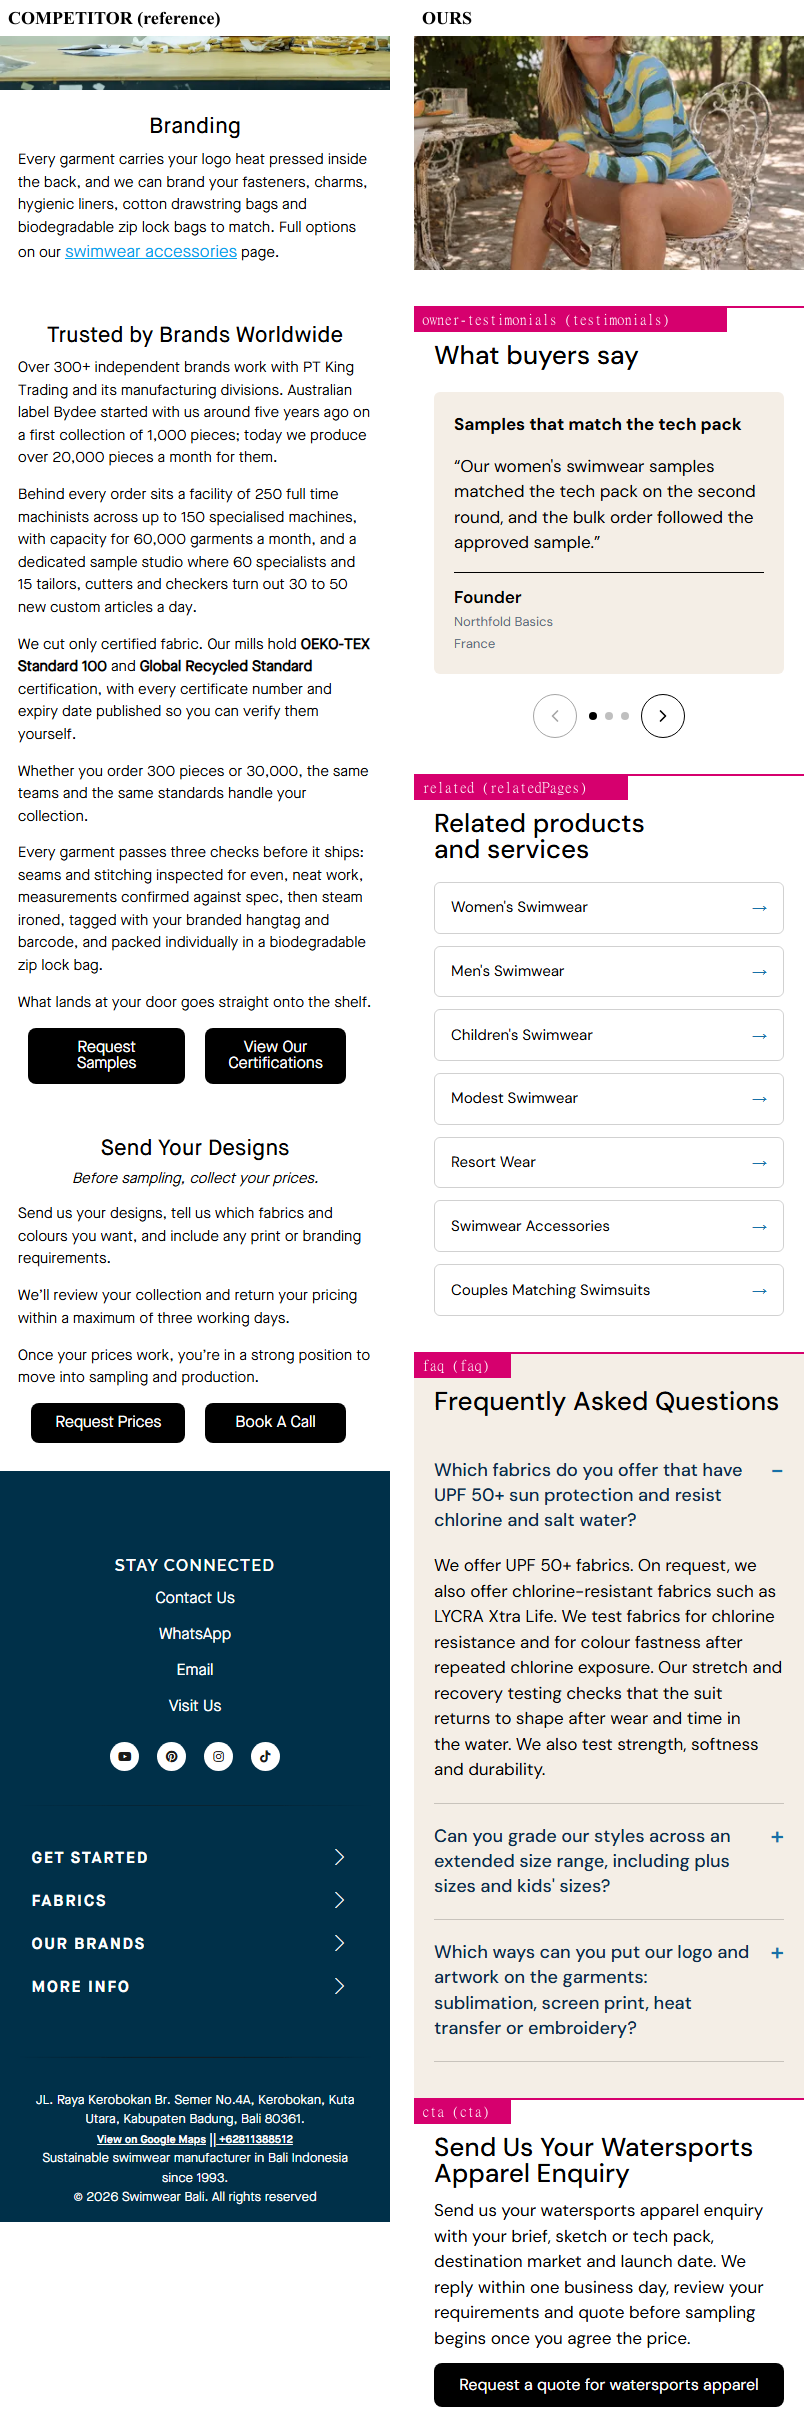 COMPETITOR (reference)
Branding
Every garment carries your logo heat pressed inside
the back, and we can brand your fasteners, charms,
hygienic liners, cotton drawstring bags and
biodegradable zip lock bags to match. Full options
on our swimwear accessories page.
Trusted by Brands Worldwide
Over 300+ independent brands work with PT King
Trading and its manufacturing divisions. Australian
label Bydee started with us around five years ago on
a first collection of 1,000 pieces; today we produce
over 20,000 pieces a month for them.
Behind every order sits a facility of 250 full time
machinists across up to 150 specialised machines,
with capacity for 60,000 garments a month, and a
dedicated sample studio where 60 specialists and
15 tailors, cutters and checkers turn out 30 to 50
new custom articles a day.
We cut only certified fabric. Our mills hold OEKO-TEX
Standard 100 and Global Recycled Standard
certification, with every certificate number and
expiry date published so you can verify them
yourself.
Whether you order 300 pieces or 30,000, the same
teams and the same standards handle your
collection.
Every garment passes three checks before it ships:
seams and stitching inspected for even, neat work,
measurements confirmed against spec, then steam
ironed, tagged with your branded hangtag and
barcode, and packed individually in a biodegradable
zip lock bag.
What lands at your door goes straight onto the shelf.
Request
Samples
View Our
Certifications
Send Your Designs
Before sampling, collect your prices.
Send us your designs, tell us which fabrics and
colours you want, and include any print or branding
requirements.
We'll review your collection and return your pricing
within a maximum of three working days.
Once your prices work, you're in a strong position to
move into sampling and production.
Request Prices
Book A Call
STAY CONNECTED
Contact Us
WhatsApp
Email
Visit Us
GET STARTED
FABRICS
OUR BRANDS
MORE INFO
JL. Raya Kerobokan Br. Semer No.4A, Kerobokan, Kuta
Utara, Kabupaten Badung, Bali 80361.
View on Google Maps || +62811388512
Sustainable swimwear manufacturer in Bali Indonesia
since 1993.
© 2026 Swimwear Bali. All rights reserved
OURS
owner-testimonials (testimonials)
What buyers say
Samples that match the tech pack
“Our women's swimwear samples
matched the tech pack on the second
round, and the bulk order followed the
approved sample.”
Founder
Northfold Basics
France
related (relatedPages)
Related products
and services
Women's Swimwear →
Men's Swimwear →
Children's Swimwear →
Modest Swimwear →
Resort Wear →
Swimwear Accessories →
Couples Matching Swimsuits →
faq (faq)
Frequently Asked Questions
Which fabrics do you offer that have
UPF 50+ sun protection and resist
chlorine and salt water?
We offer UPF 50+ fabrics. On request, we
also offer chlorine-resistant fabrics such as
LYCRA Xtra Life. We test fabrics for chlorine
resistance and for colour fastness after
repeated chlorine exposure. Our stretch and
recovery testing checks that the suit
returns to shape after wear and time in
the water. We also test strength, softness
and durability.
Can you grade our styles across an
extended size range, including plus
sizes and kids' sizes?
Which ways can you put our logo and
artwork on the garments:
sublimation, screen print, heat
transfer or embroidery?
cta (cta)
Send Us Your Watersports
Apparel Enquiry
Send us your watersports apparel enquiry
with your brief, sketch or tech pack,
destination market and launch date. We
reply within one business day, review your
requirements and quote before sampling
begins once you agree the price.
Request a quote for watersports apparel